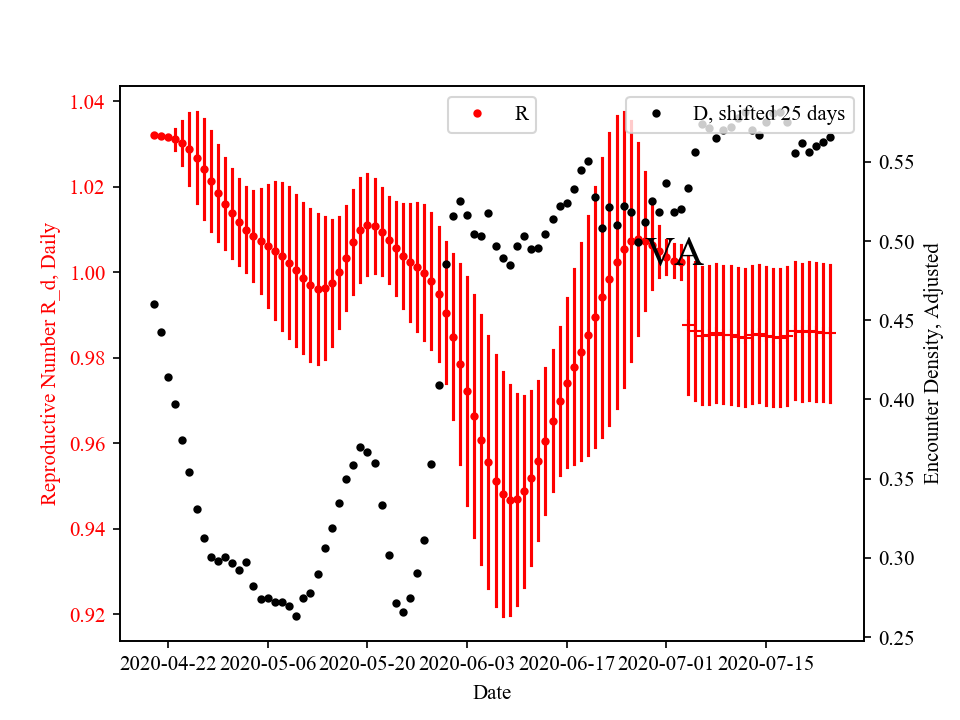 R
D, shifted 25 days
1.04
1.02
1.00
0.98
0.96
0.94
0.92
Reproductive Number R_d, Daily
VA
0.55
0.50
0.45
0.40
0.35
0.30
0.25
Encounter Density, Adjusted
2020-04-22 2020-05-06 2020-05-20 2020-06-03 2020-06-17 2020-07-01 2020-07-15
Date